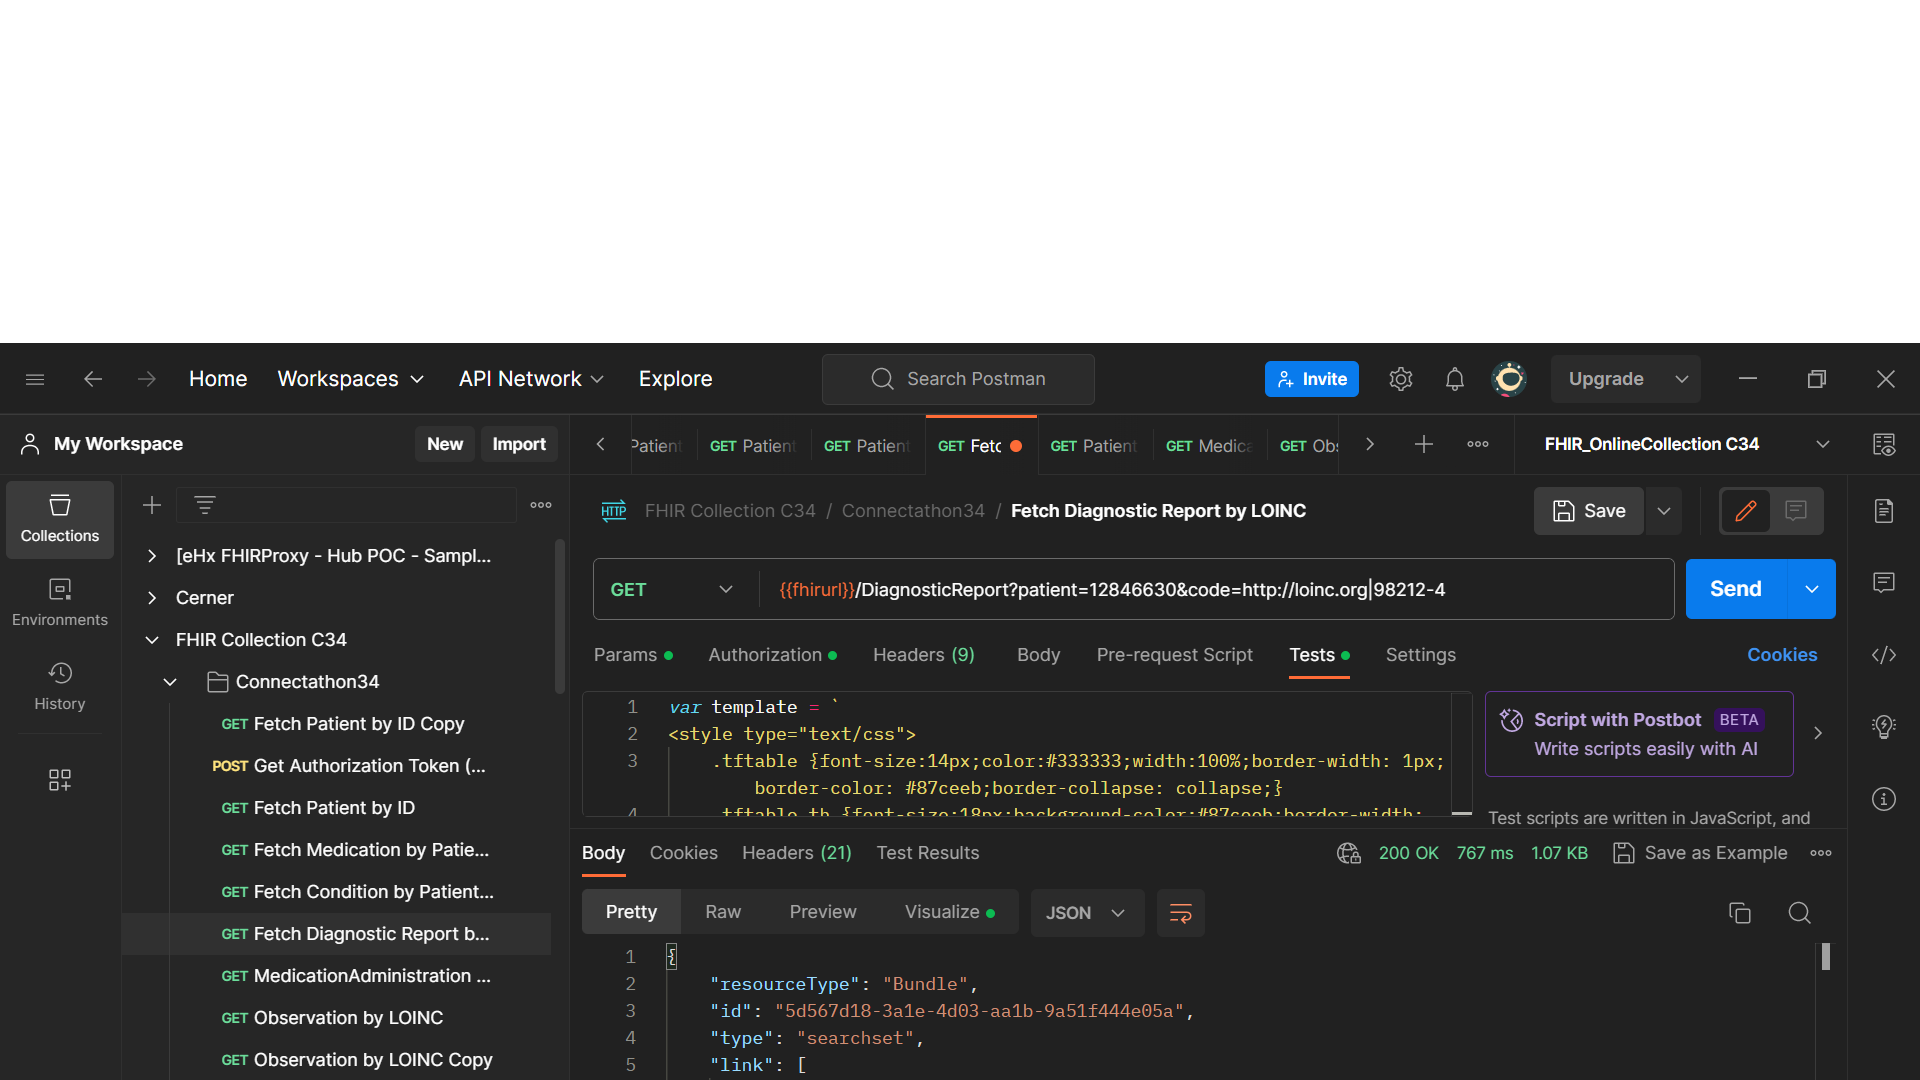 Home Workspaces API Network Explore Search Postman Invite Upgrade
My Workspace New Import
Patient GET Patient GET Patient GET Fetc GET Patient GET Medica GET Obs FHIR_OnlineCollection C34
Collections
Environments
History
[eHx FHIRProxy - Hub POC - Sampl...
Cerner
FHIR Collection C34
Connectathon34
GET Fetch Patient by ID Copy
POST Get Authorization Token (...
GET Fetch Patient by ID
GET Fetch Medication by Patie...
GET Fetch Condition by Patient...
GET Fetch Diagnostic Report b...
GET MedicationAdministration ...
GET Observation by LOINC
GET Observation by LOINC Copy
HTTP FHIR Collection C34 / Connectathon34 / Fetch Diagnostic Report by LOINC Save
GET {{fhirurl}}/DiagnosticReport?patient=12846630&code=http://loinc.org|98212-4 Send
Params Authorization Headers (9) Body Pre-request Script Tests Settings Cookies
1 var template = `
2 <style type="text/css">
3 .tftable {font-size:14px;color:#333333;width:100%;border-width: 1px;
border-color: #87ceeb;border-collapse: collapse;}
4 .tftable th {font-size:18px;background-color:#87ceeb;border-width:
Script with Postbot BETA
Write scripts easily with AI
Test scripts are written in JavaScript, and
Body Cookies Headers (21) Test Results 200 OK 767 ms 1.07 KB Save as Example
Pretty Raw Preview Visualize JSON
1 {
2 "resourceType": "Bundle",
3 "id": "5d567d18-3a1e-4d03-aa1b-9a51f444e05a",
4 "type": "searchset",
5 "link": [